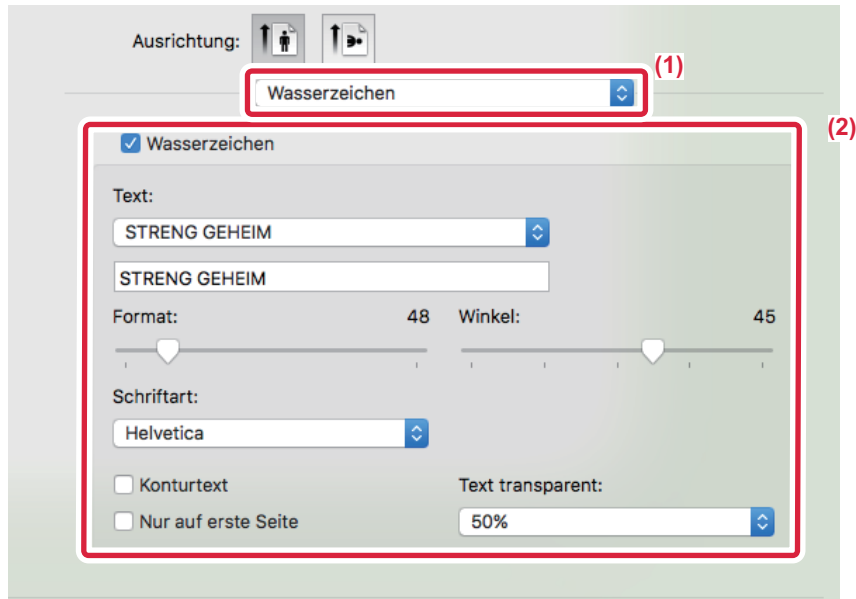 Ausrichtung:
(1)
Wasserzeichen
(2)
Wasserzeichen
Text:
STRENG GEHEIM
STRENG GEHEIM
Format: 48 Winkel: 45
Schriftart:
Helvetica
Konturtext Text transparent:
Nur auf erste Seite 50%